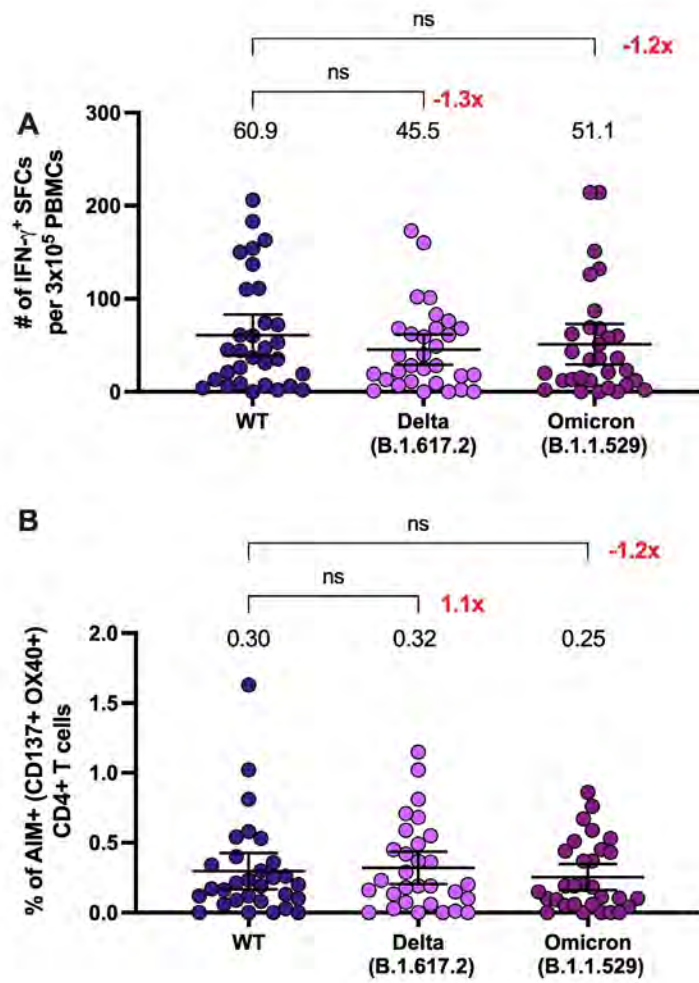 ns
-1.2x
ns
-1.3x
A
300
60.9
45.5
51.1
200
100
0
# of IFN-γ⁺ SFCs
per 3x10⁵ PBMCs
WT
Delta
(B.1.617.2)
Omicron
(B.1.1.529)
B
ns
-1.2x
ns
1.1x
2.0
0.30
0.32
0.25
1.5
1.0
0.5
0.0
% of AIM+ (CD137+ OX40+)
CD4+ T cells
WT
Delta
(B.1.617.2)
Omicron
(B.1.1.529)